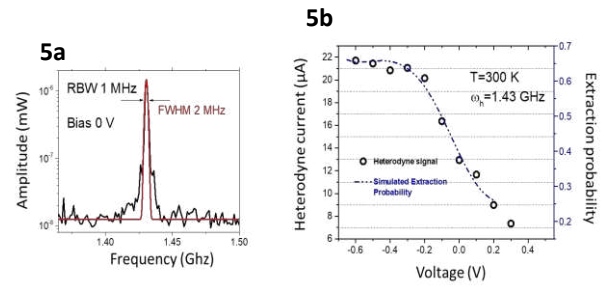 5a
RBW 1 MHz
FWHM 2 MHz
Bias 0 V
10⁻⁶
10⁻⁷
10⁻⁸
Amplitude (mW)
1.40
1.45
1.50
Frequency (Ghz)
5b
22
20
18
16
14
12
10
8
6
Heterodyne current (µA)
T=300 K
ωh=1.43 GHz
Heterodyne signal
Simulated Extraction
Probability
0.7
0.6
0.5
0.4
0.3
0.2
Extraction probability
-0.6
-0.4
-0.2
0.0
0.2
0.4
Voltage (V)